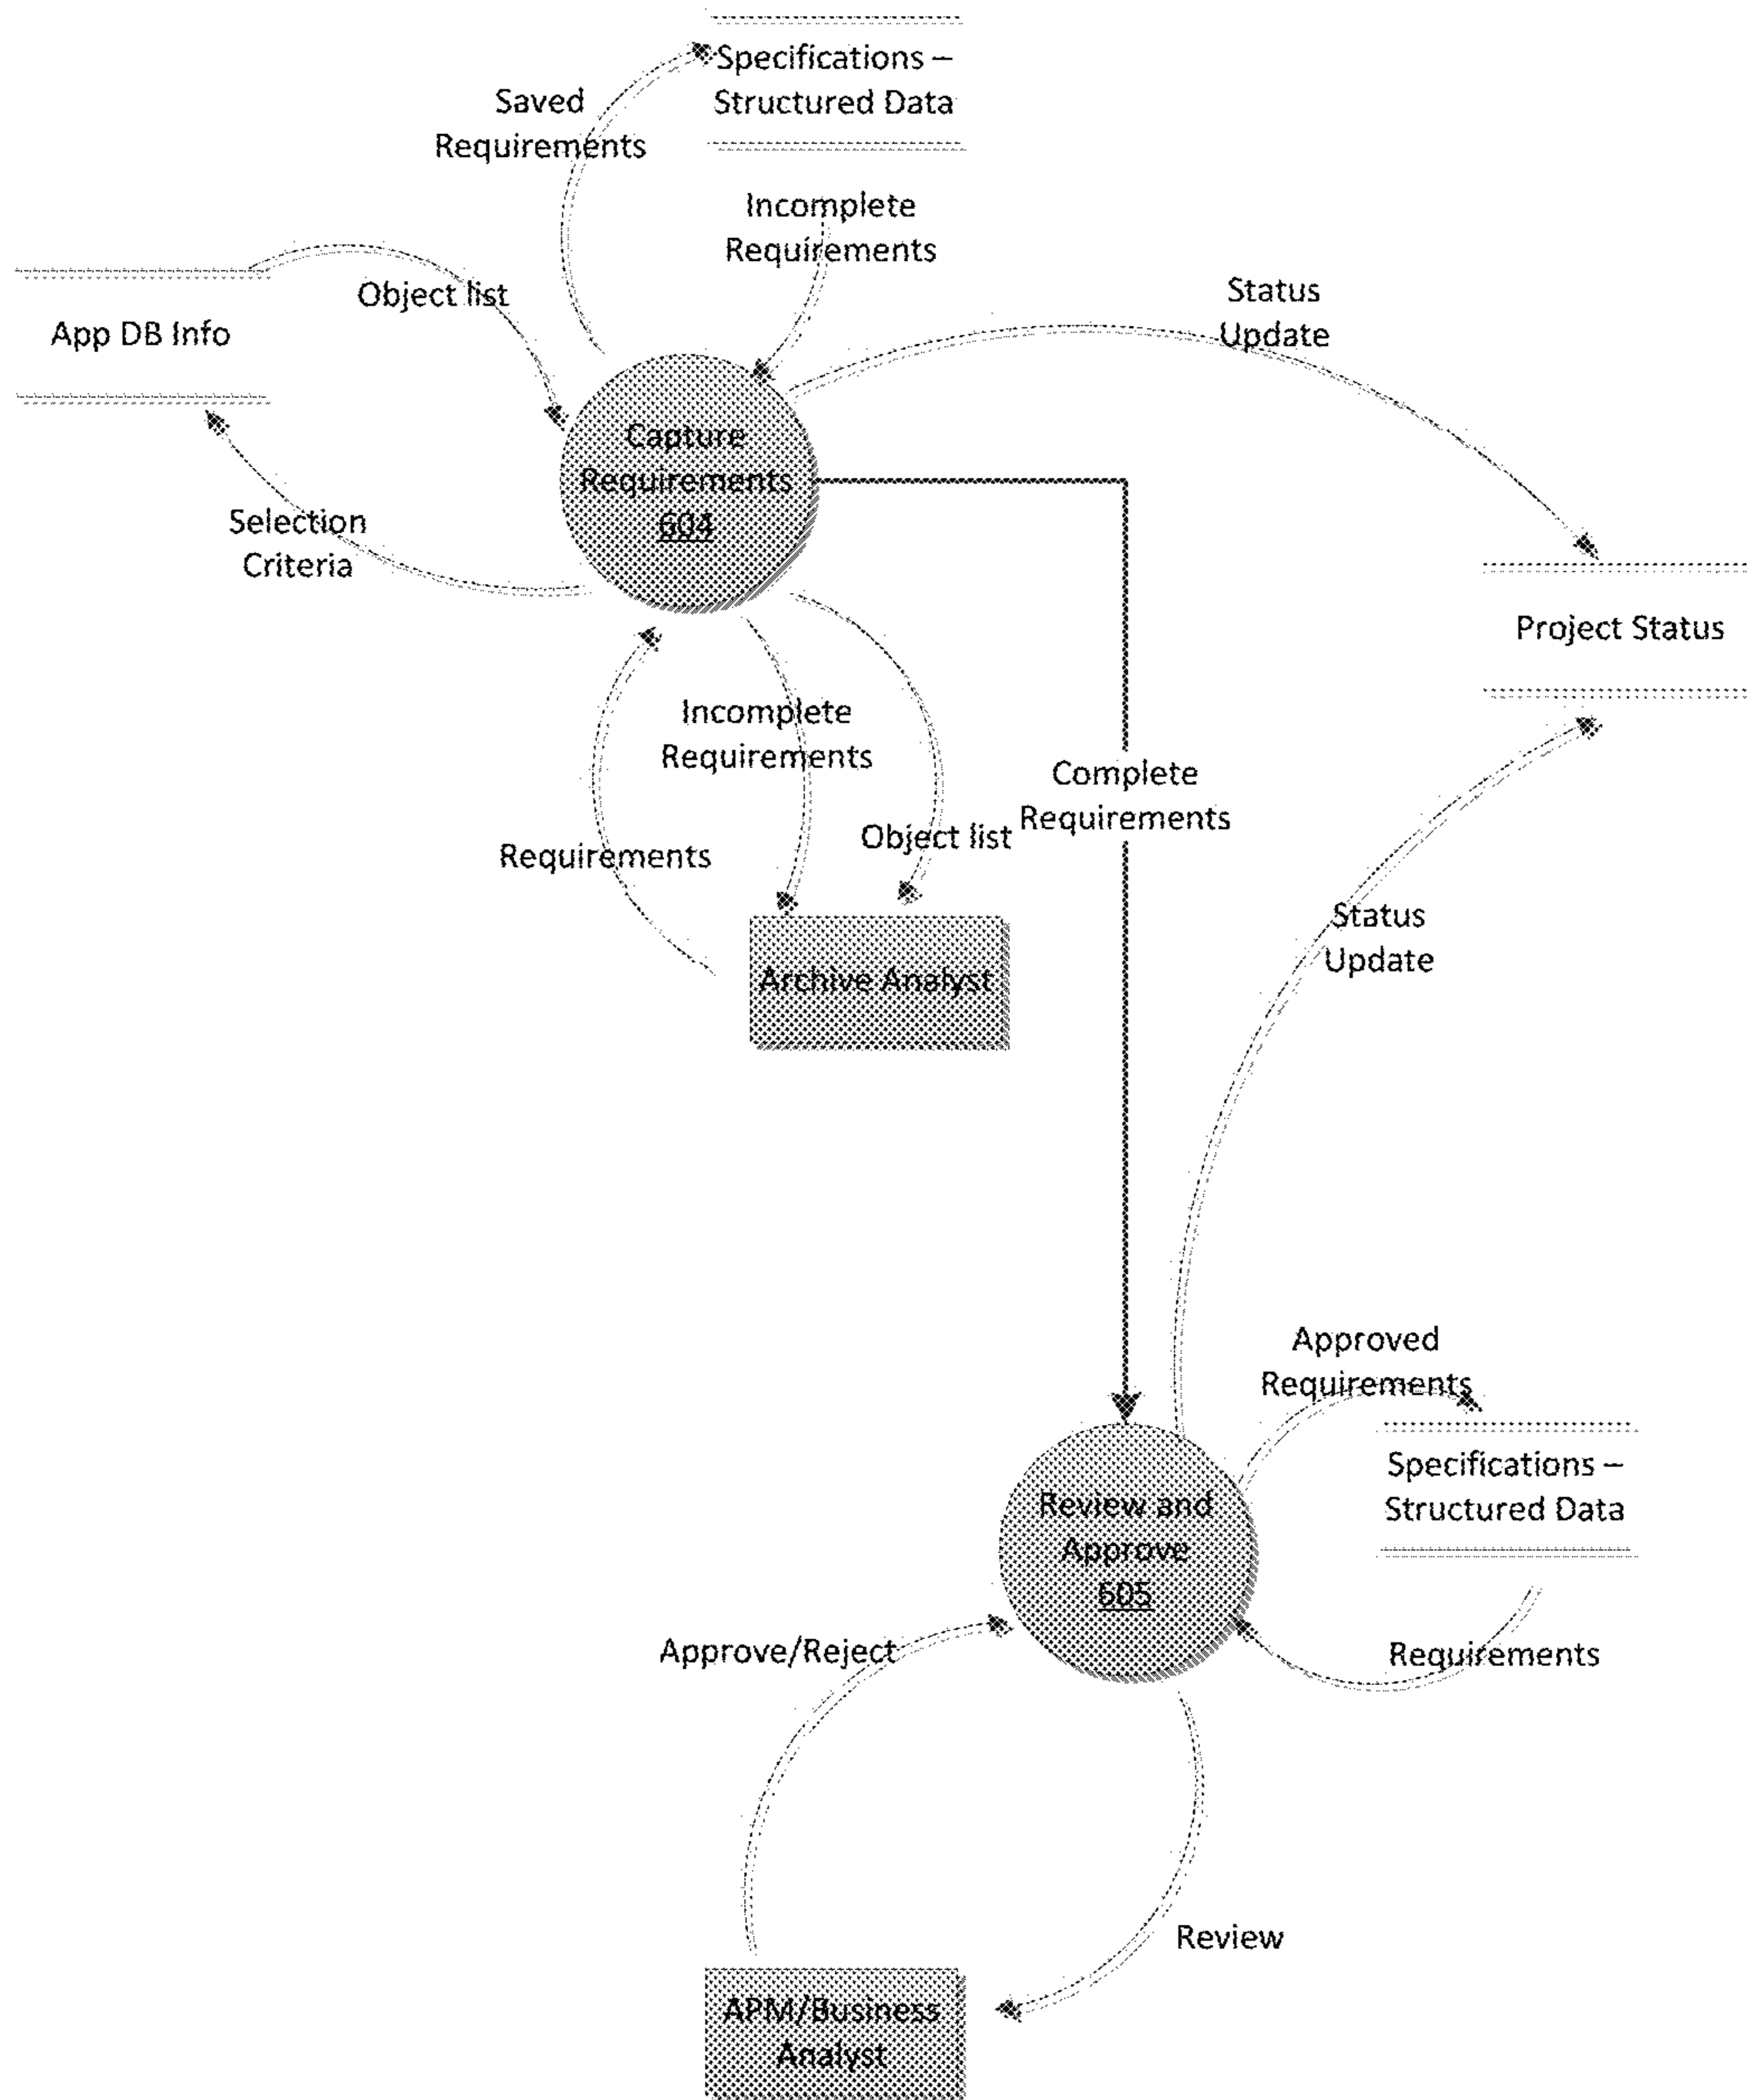 Specifications –
Structured Data
Saved
Requirements
Incomplete
Requirements
Object list
App DB Info
Status
Update
Capture
Requirements
604
Selection
Criteria
Project Status
Incomplete
Requirements
Complete
Requirements
Object list
Requirements
Status
Update
Archive Analyst
Approved
Requirements
Specifications –
Structured Data
Review and
Approve
605
Approve/Reject
Requirements
Review
APM/Business
Analyst